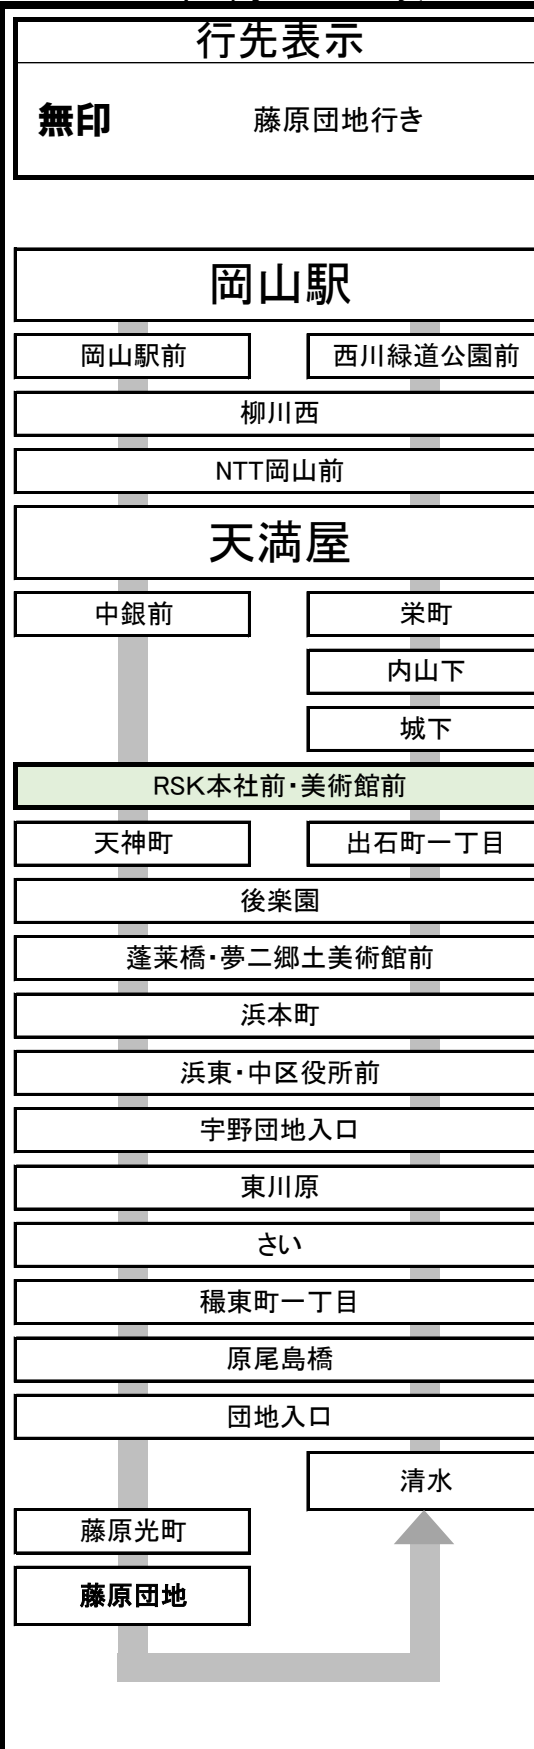 行先表示
無印 藤原団地行き
岡山駅
岡山駅前 西川緑道公園前
柳川西
NTT岡山前
天満屋
中銀前 栄町
内山下
城下
RSK本社前・美術館前
天神町 出石町一丁目
後楽園
蓬莱橋・夢二郷土美術館前
浜本町
浜東・中区役所前
宇野団地入口
東川原
さい
穝東町一丁目
原尾島橋
団地入口
清水
藤原光町
藤原団地